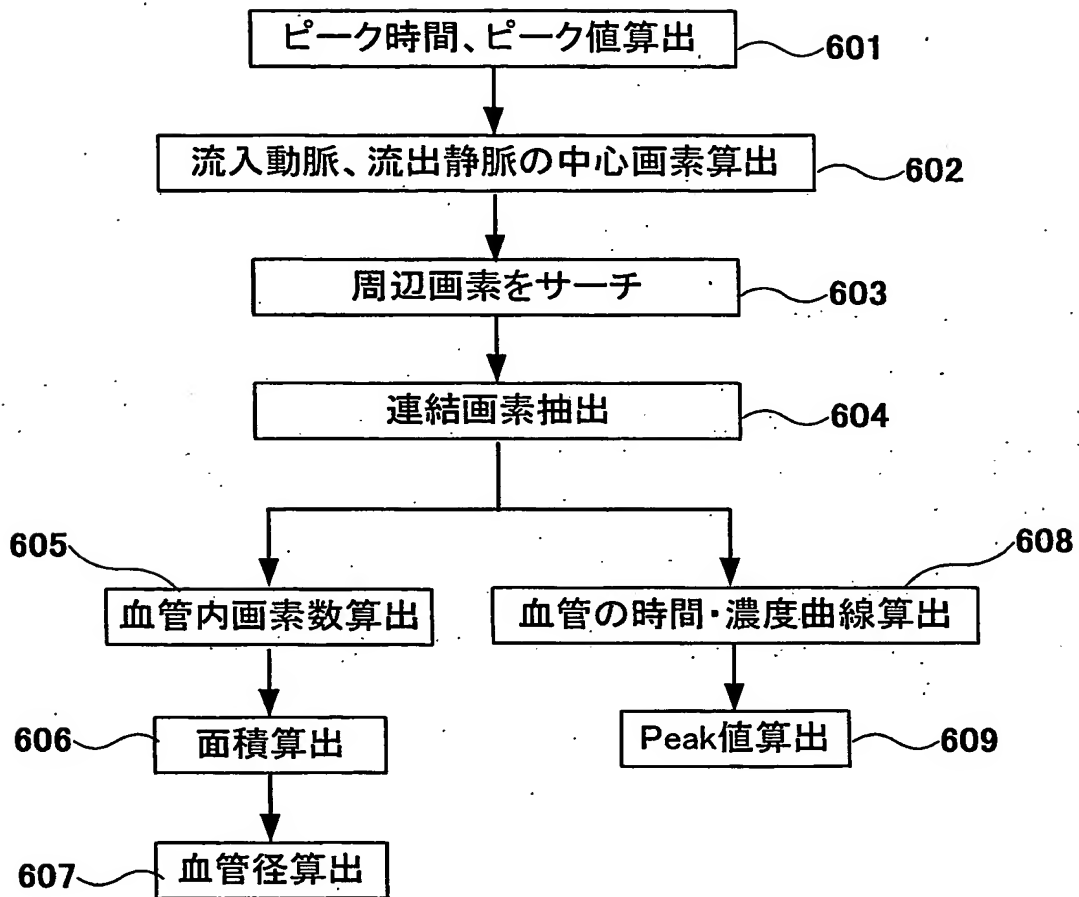 ピーク時間、ピーク値算出
601
流入動脈、流出静脈の中心画素算出
602
周辺画素をサーチ
603
連結画素抽出
604
605
608
血管内画素数算出
血管の時間・濃度曲線算出
606
面積算出
Peak値算出
609
607
血管径算出